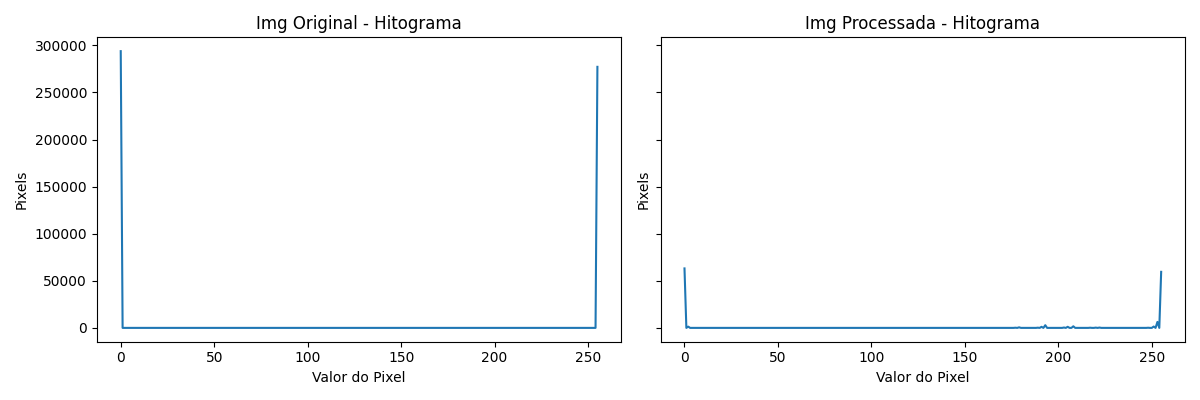 Img Original - Hitograma
Img Processada - Hitograma
300000
250000
200000
150000
100000
50000
0
Pixels
Pixels
0 50 100 150 200 250
0 50 100 150 200 250
Valor do Pixel
Valor do Pixel